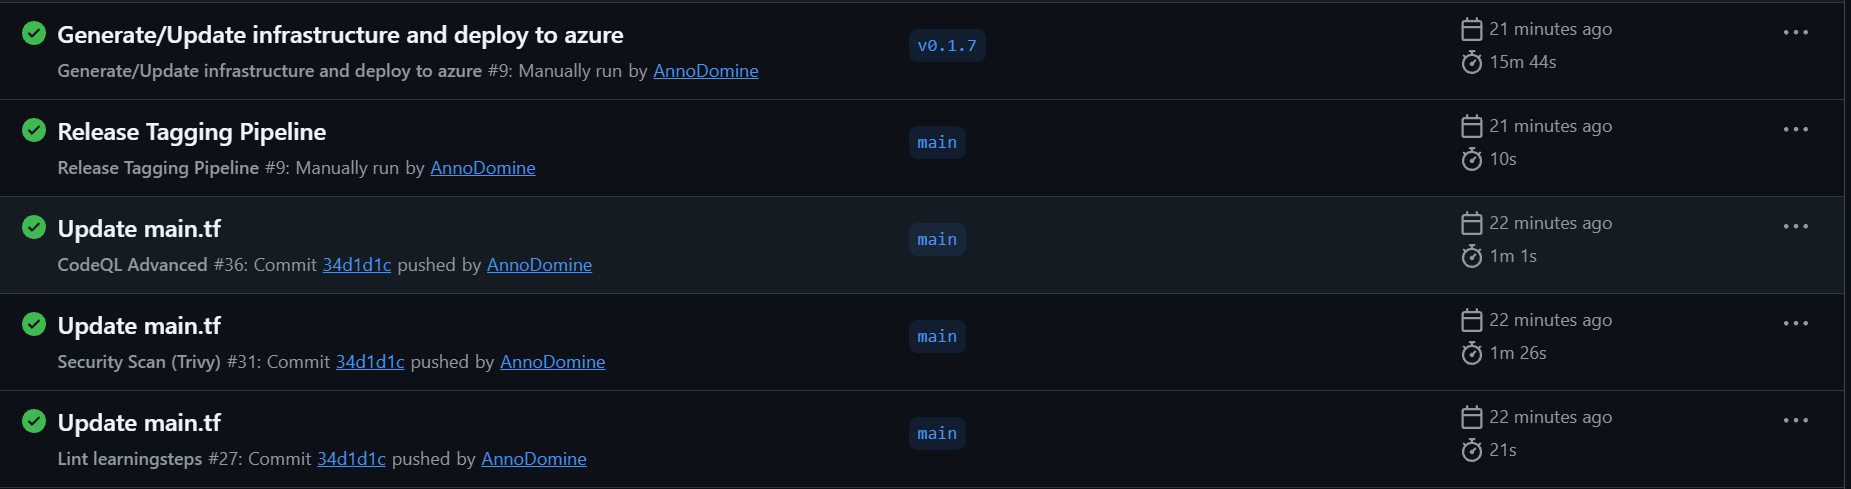 Generate/Update infrastructure and deploy to azure
Generate/Update infrastructure and deploy to azure #9: Manually run by AnnoDomine
v0.1.7
21 minutes ago
15m 44s
Release Tagging Pipeline
Release Tagging Pipeline #9: Manually run by AnnoDomine
main
21 minutes ago
10s
Update main.tf
CodeQL Advanced #36: Commit 34d1d1c pushed by AnnoDomine
main
22 minutes ago
1m 1s
Update main.tf
Security Scan (Trivy) #31: Commit 34d1d1c pushed by AnnoDomine
main
22 minutes ago
1m 26s
Update main.tf
Lint learningsteps #27: Commit 34d1d1c pushed by AnnoDomine
main
22 minutes ago
21s